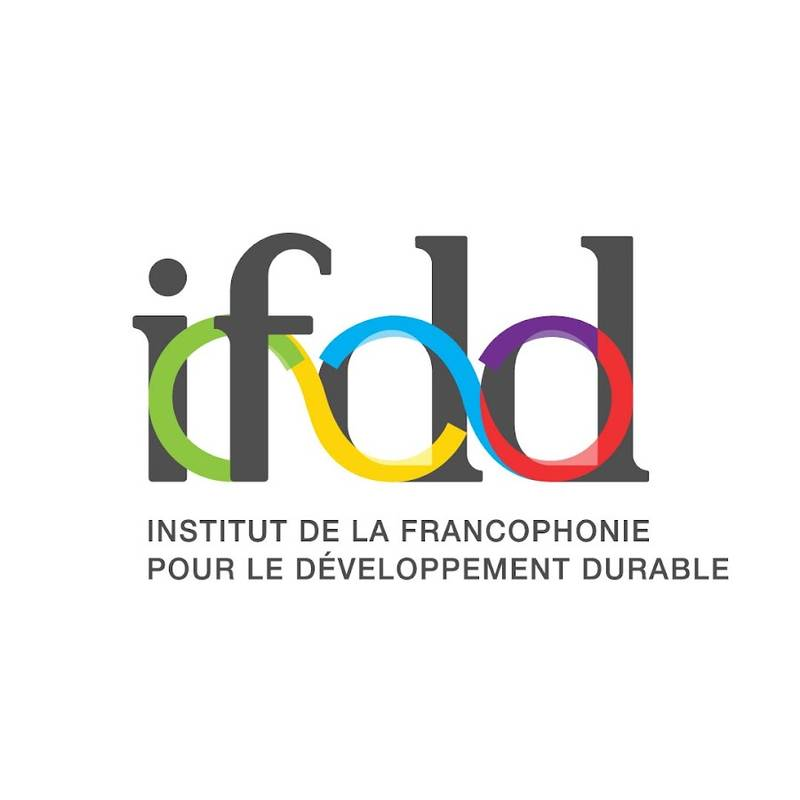 ifdd
INSTITUT DE LA FRANCOPHONIE
POUR LE DÉVELOPPEMENT DURABLE